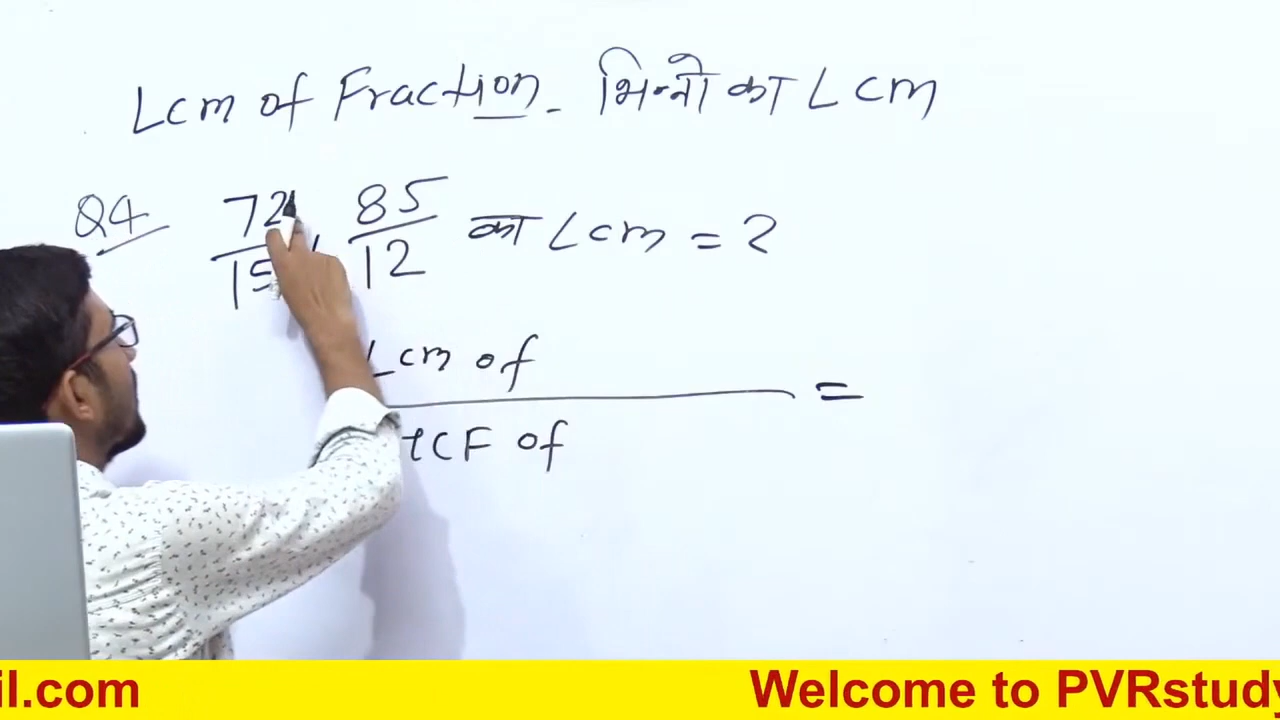 Lcm of Fraction - भिन्नो का Lcm
Q4 72/15, 85/12 का Lcm = ?
Lcm of
HCF of =
il.com Welcome to PVRstudy